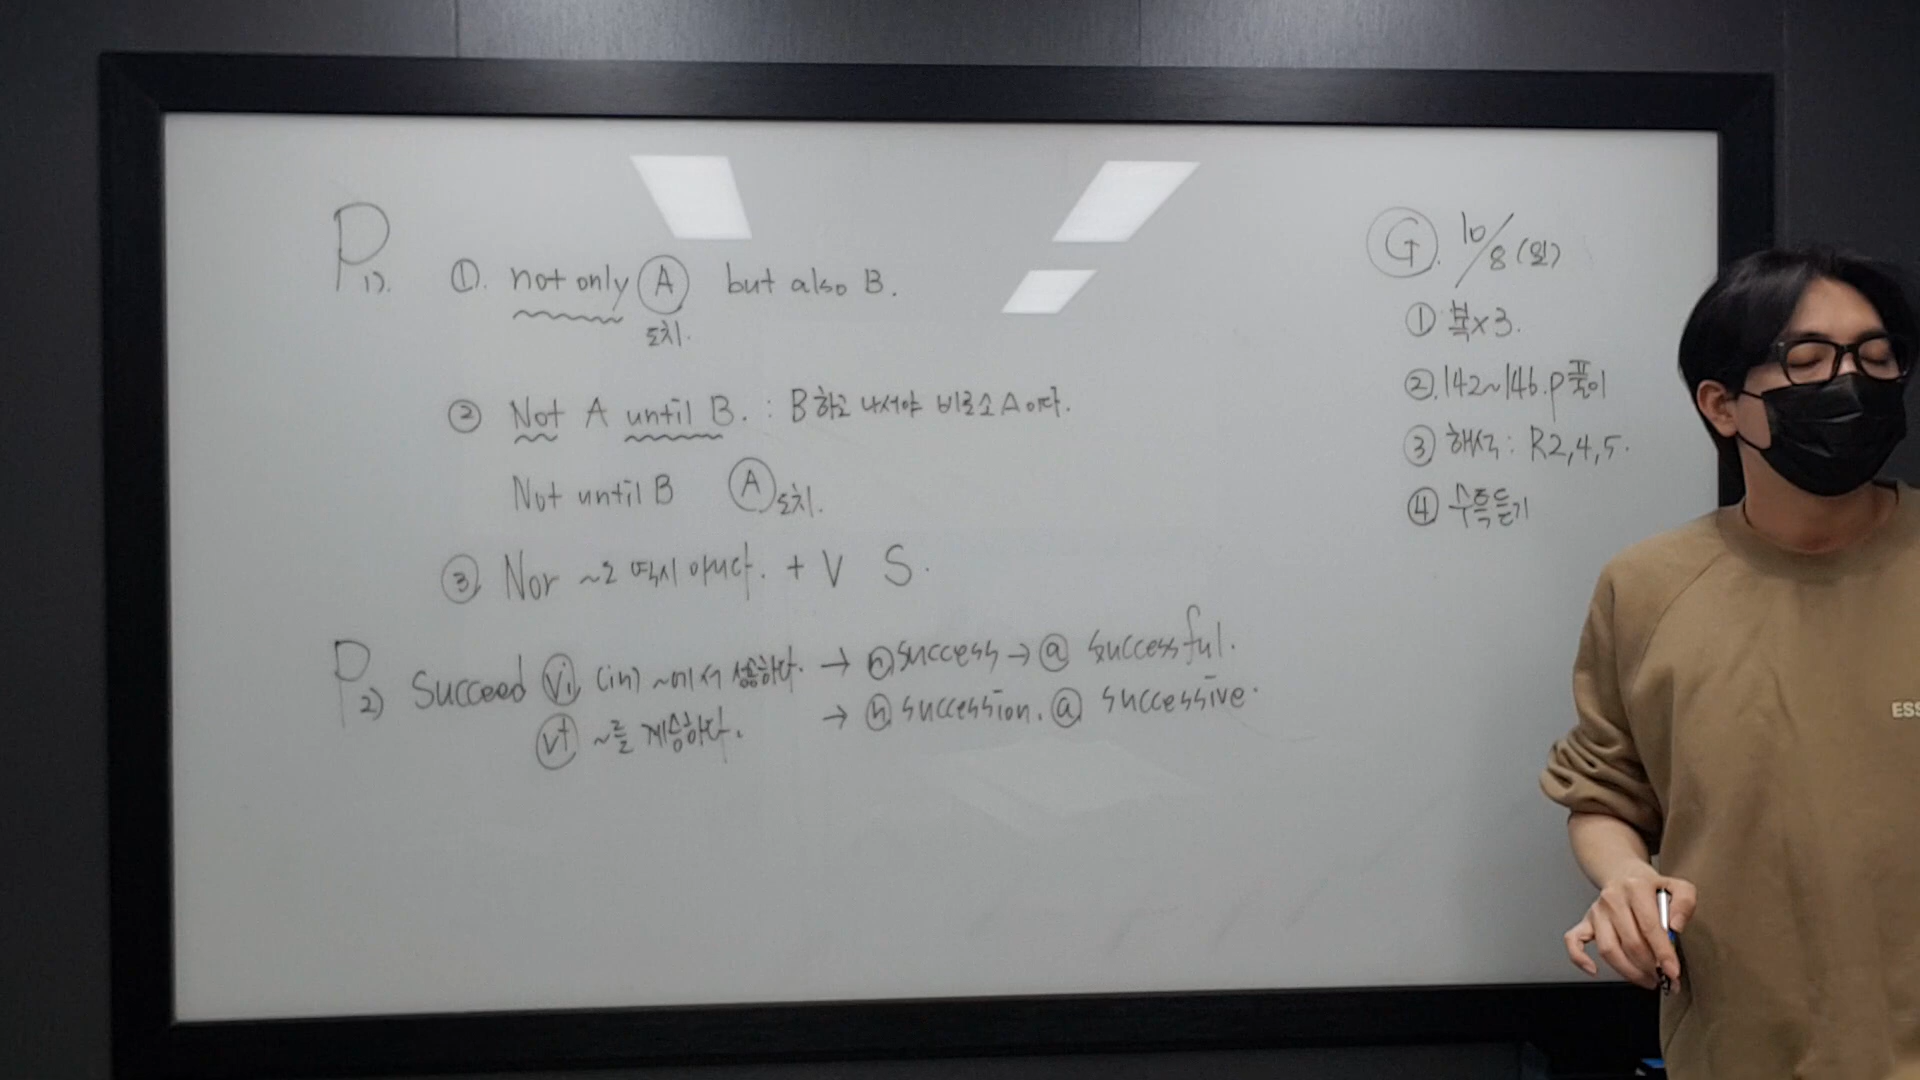 P 1). ①. not only Ⓐ but also B.
도치.
② Not A until B. : B하고 나서야 비로소 A이다.
Not until B Ⓐ 도치.
③ Nor ~도 역시 아니다. + V S.
P 2) Succeed ⓥi (in) ~에서 성공하다. → ⓝ success → ⓐ successful.
ⓥt ~를 계승하다. → ⓝ succession. ⓐ successive.
Ⓖ. 10/8 (월)
① 복x3.
②.142~146.p풀이
③ 해석: R2,4,5.
④ 수특듣기
ESS